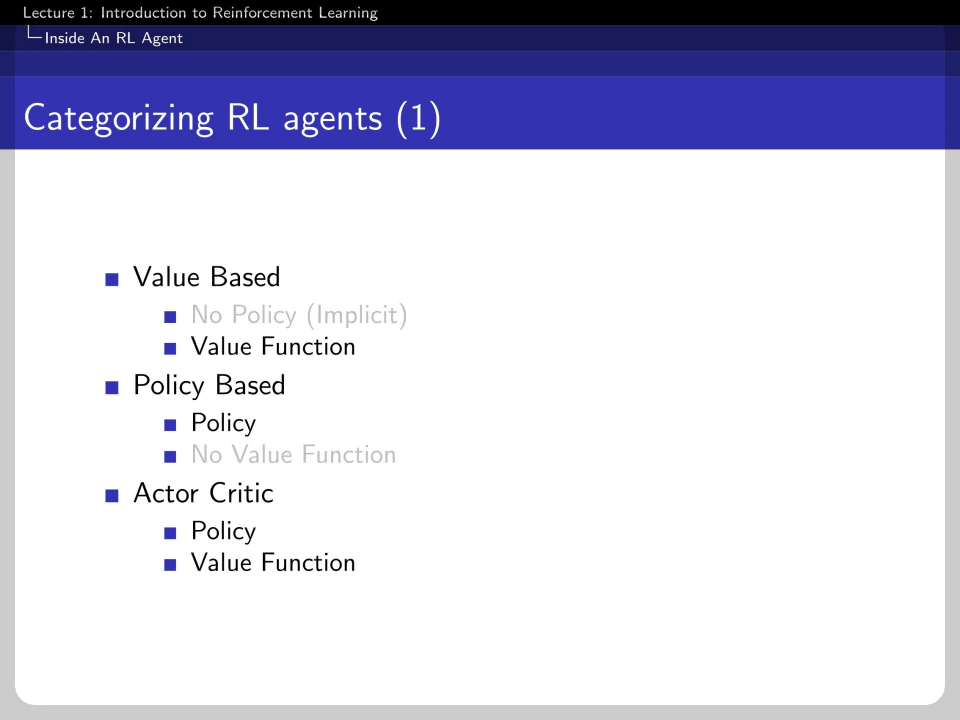 Lecture 1: Introduction to Reinforcement Learning
Inside An RL Agent
Categorizing RL agents (1)
Value Based
No Policy (Implicit)
Value Function
Policy Based
Policy
No Value Function
Actor Critic
Policy
Value Function